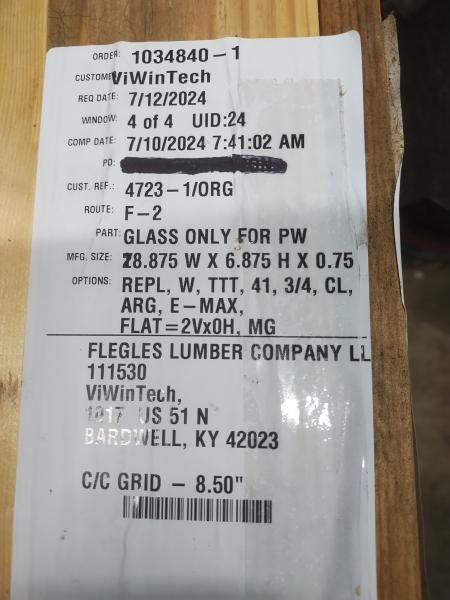 ORDER: 1034840-1
CUSTOMER ViWinTech
REQ DATE: 7/12/2024
WINDOW: 4 of 4 UID:24
COMP DATE: 7/10/2024 7:41:02 AM
PO:
CUST. REF.: 4723-1/ORG
ROUTE: F-2
PART: GLASS ONLY FOR PW
MFG. SIZE: 8.875 W X 6.875 H X 0.75
OPTIONS: REPL, W, TTT, 41, 3/4, CL,
ARG, E-MAX,
FLAT=2Vx0H, MG
FLEGLES LUMBER COMPANY LL
111530
ViWinTech,
US 51 N
BARDWELL, KY 42023
C/C GRID - 8.50"